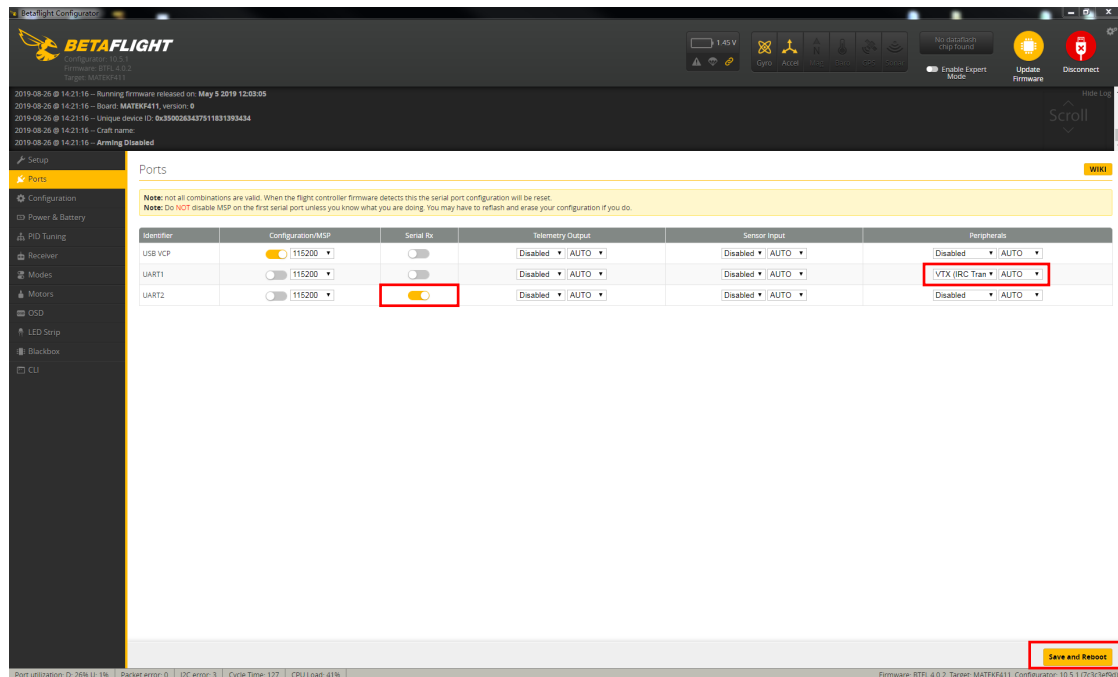 Betaflight Configurator
BETAFLIGHT
Configurator: 10.5.1
Firmware: BTFL 4.0.2
Target: MATEKF411
1.45 V
Gyro Accel Mag Baro GPS Sonar
No dataflash
chip found
Enable Expert
Mode
Update
Firmware
Disconnect
2019-08-26 @ 14:21:16 -- Running firmware released on: May 5 2019 12:03:05
2019-08-26 @ 14:21:16 -- Board: MATEKF411, version: 0
2019-08-26 @ 14:21:16 -- Unique device ID: 0x3500263437511831393434
2019-08-26 @ 14:21:16 -- Craft name:
2019-08-26 @ 14:21:16 -- Arming Disabled
Hide Log
Scroll
Setup
Ports
Configuration
Power & Battery
PID Tuning
Receiver
Modes
Motors
OSD
LED Strip
Blackbox
CLI
Ports
WIKI
Note: not all combinations are valid. When the flight controller firmware detects this the serial port configuration will be reset.
Note: Do NOT disable MSP on the first serial port unless you know what you are doing. You may have to reflash and erase your configuration if you do.
Identifier Configuration/MSP Serial Rx Telemetry Output Sensor Input Peripherals
USB VCP 115200 Disabled AUTO Disabled AUTO Disabled AUTO
UART1 115200 Disabled AUTO Disabled AUTO VTX (IRC Tran AUTO
UART2 115200 Disabled AUTO Disabled AUTO Disabled AUTO
Save and Reboot
Port utilization: D: 26% U: 1% Packet error: 0 I2C error: 3 Cycle Time: 127 CPU Load: 41%
Firmware: BTFL 4.0.2, Target: MATEKF411, Configurator: 10.5.1